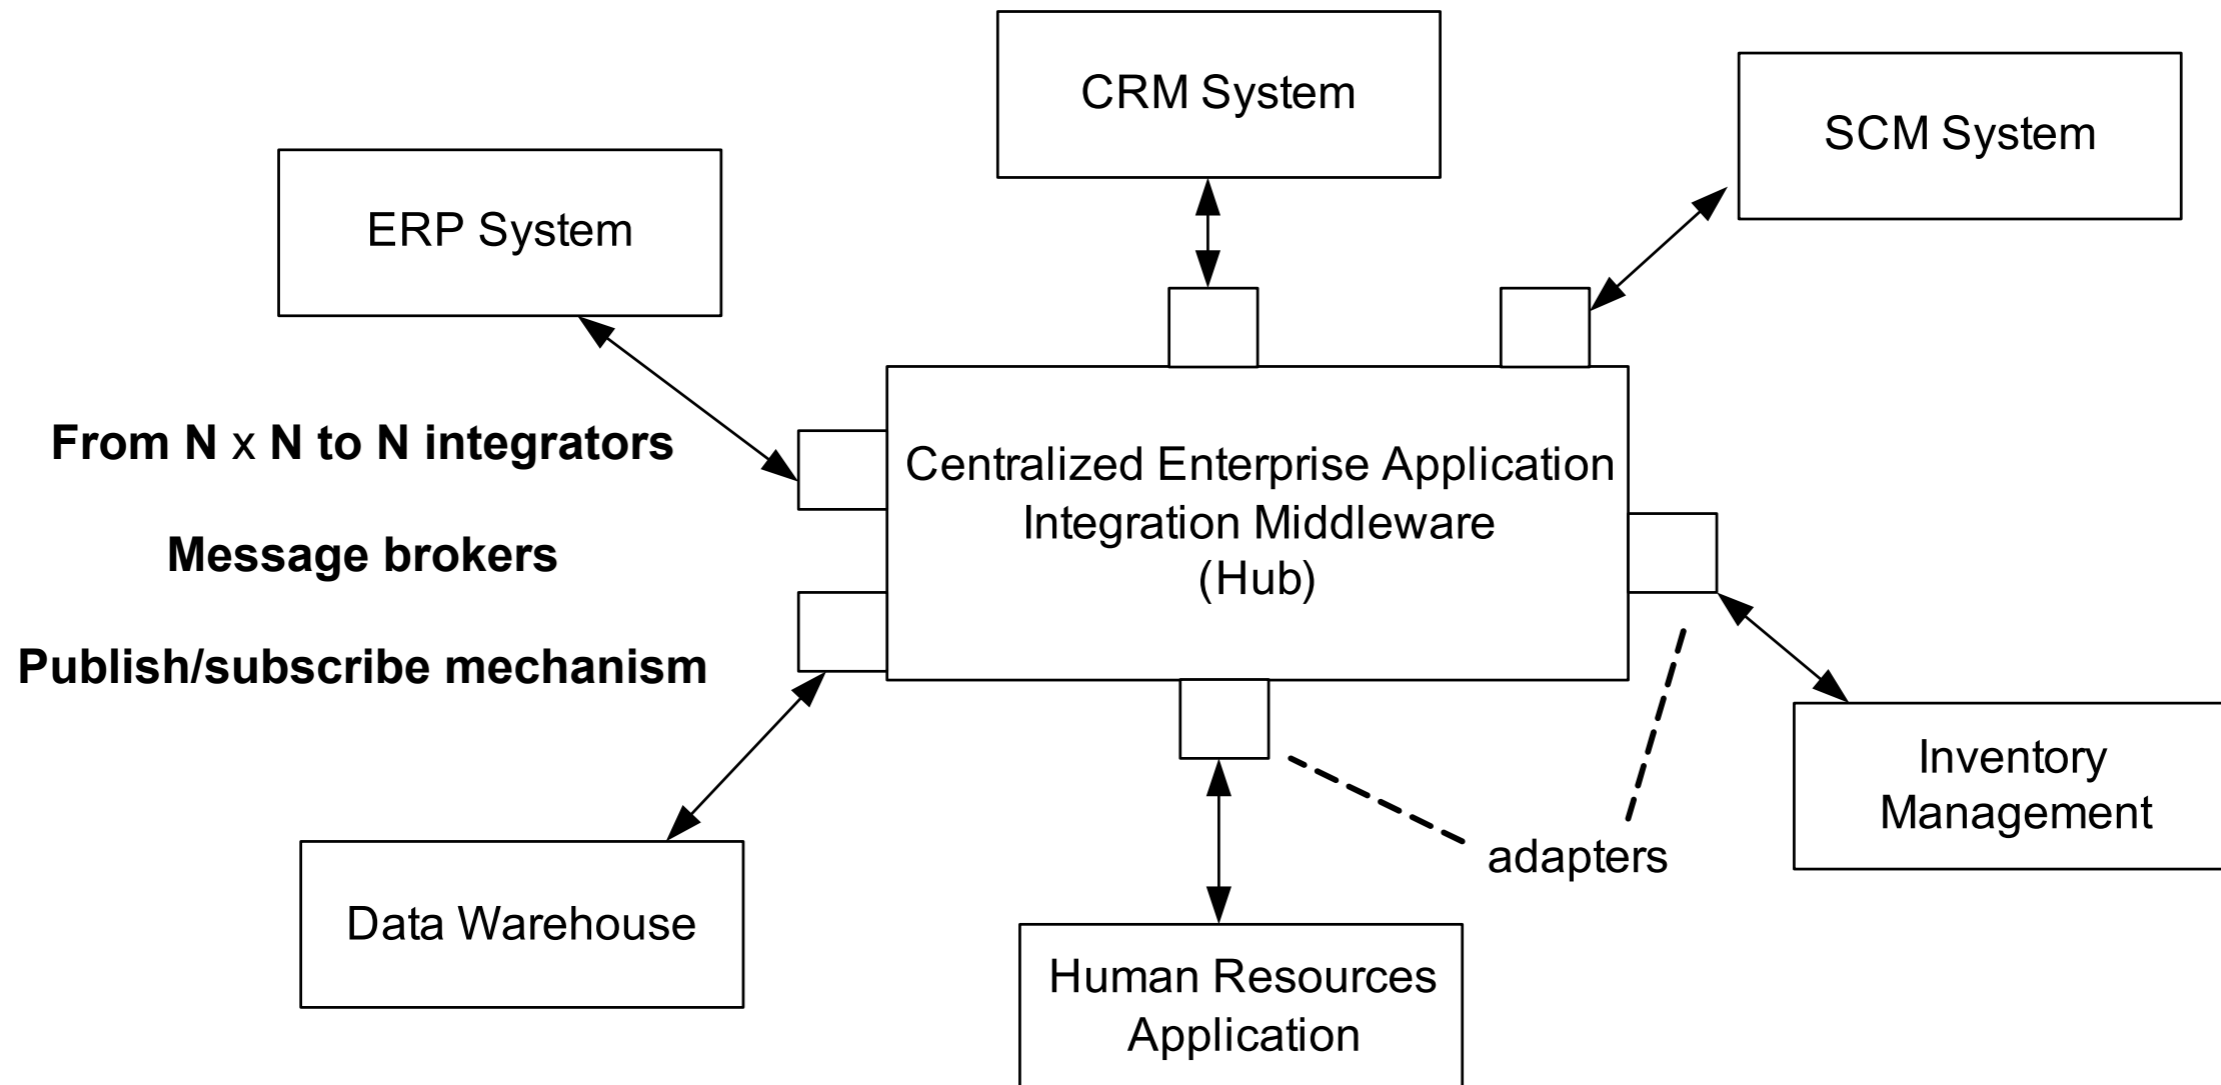 CRM System
SCM System
ERP System
From N x N to N integrators
Message brokers
Publish/subscribe mechanism
Centralized Enterprise Application
Integration Middleware
(Hub)
Inventory
Management
adapters
Data Warehouse
Human Resources
Application